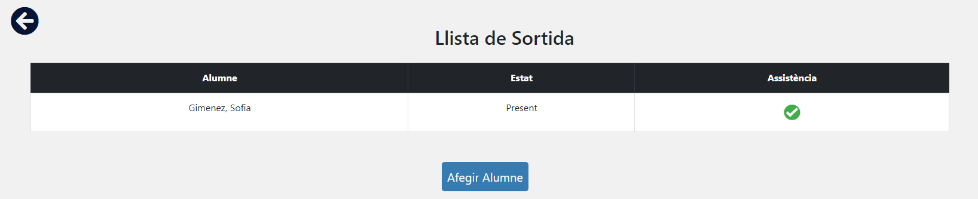 Llista de Sortida
Alumne Estat Assistència
Gimenez, Sofia Present
Afegir Alumne